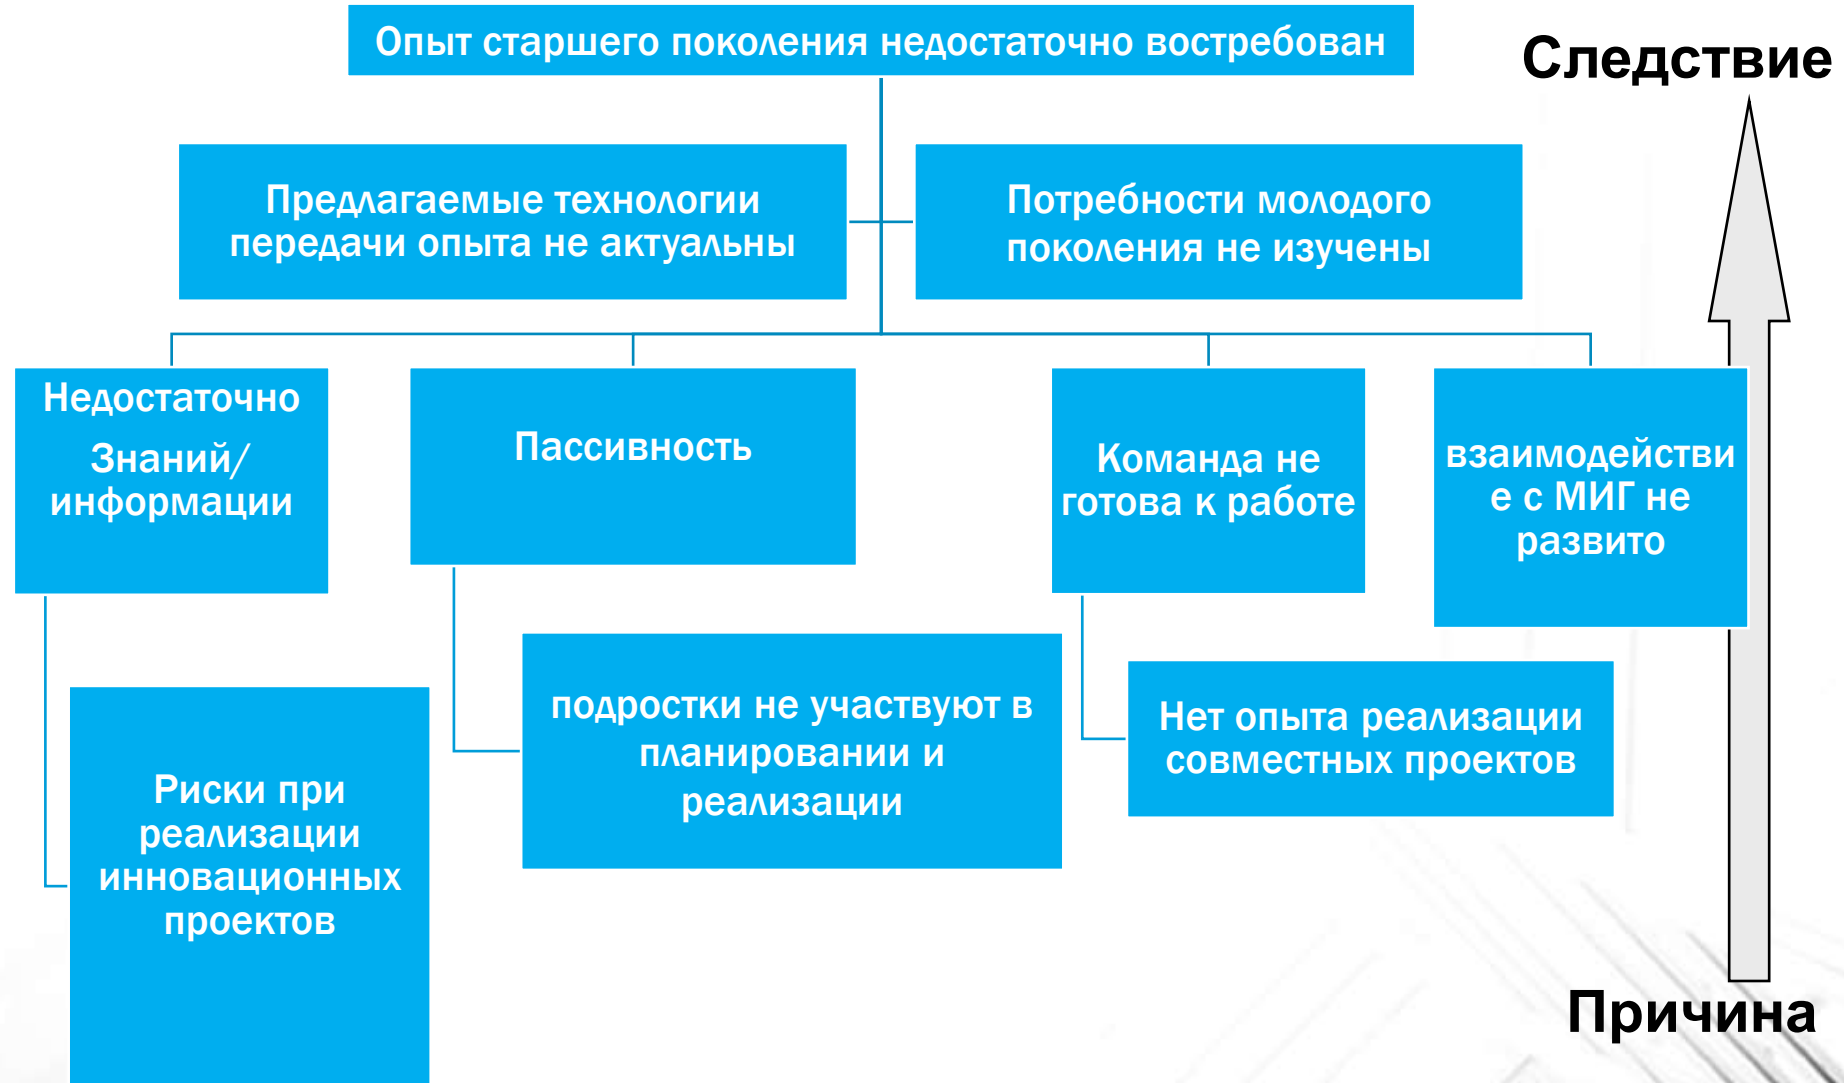 Опыт старшего поколения недостаточно востребован
Следствие
Предлагаемые технологии
передачи опыта не актуальны
Потребности молодого
поколения не изучены
Недостаточно
Знаний/
информации
Пассивность
Команда не
готова к работе
взаимодействи
е с МИГ не
развито
Риски при
реализации
инновационных
проектов
подростки не участвуют в
планировании и
реализации
Нет опыта реализации
совместных проектов
Причина